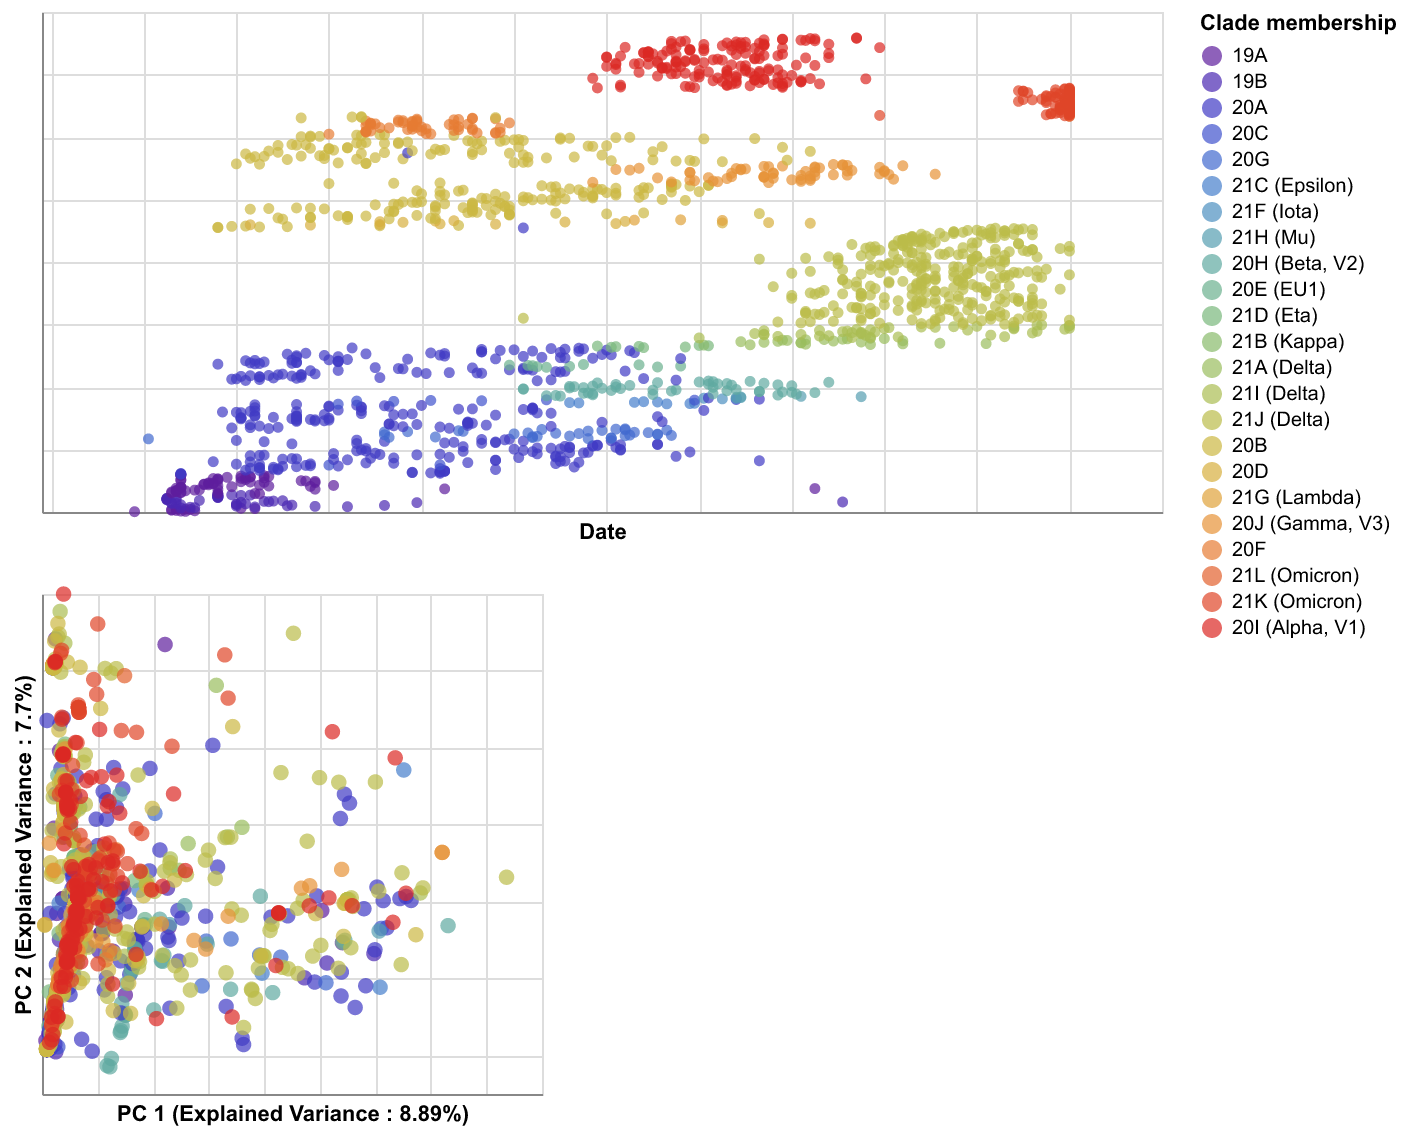 Clade membership
19A
19B
20A
20C
20G
21C (Epsilon)
21F (Iota)
21H (Mu)
20H (Beta, V2)
20E (EU1)
21D (Eta)
21B (Kappa)
21A (Delta)
21I (Delta)
21J (Delta)
20B
20D
21G (Lambda)
20J (Gamma, V3)
20F
21L (Omicron)
21K (Omicron)
20I (Alpha, V1)
Date
PC 2 (Explained Variance : 7.7%)
PC 1 (Explained Variance : 8.89%)